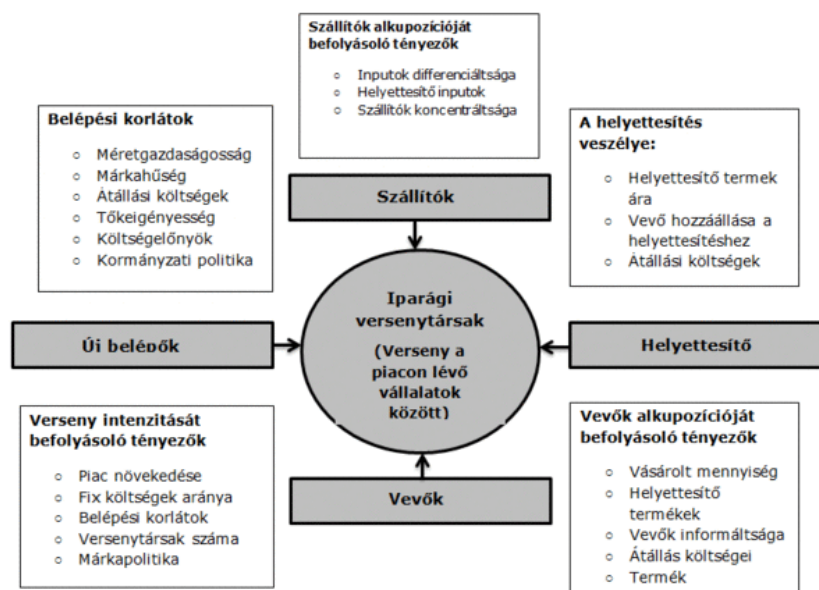 Szállítók alkupozícióját
befolyásoló tényezők
Inputok differenciáltsága
Helyettesítő inputok
Szállítók koncentráltsága
Belépési korlátok
Méretgazdaságosság
Márkahűség
Átállási költségek
Tőkeigényesség
Költségelőnyök
Kormányzati politika
A helyettesítés
veszélye:
Helyettesítő termek
ára
Vevő hozzáállása a
helyettesítéshez
Átállási költségek
Szállítók
Iparági
versenytársak
(Verseny a
piacon lévő
vállalatok
között)
Új belépők
Helyettesítő
Verseny intenzitását
befolyásoló tényezők
Piac növekedése
Fix költségek aránya
Belépési korlátok
Versenytársak száma
Márkapolitika
Vevők
Vevők alkupozícióját
befolyásoló tényezők
Vásárolt mennyiség
Helyettesítő
termékek
Vevők informáltsága
Átállás költségei
Termék